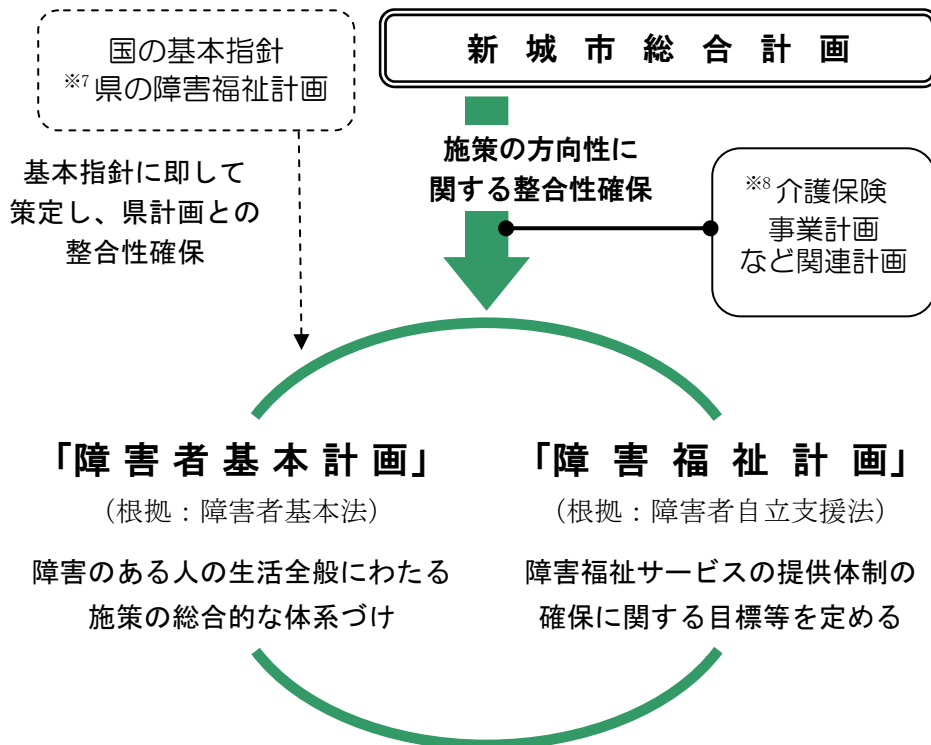 国の基本指針
※7県の障害福祉計画
新城市総合計画
基本指針に即して
策定し、県計画との
整合性確保
施策の方向性に
関する整合性確保
※8介護保険
事業計画
など関連計画
「障害者基本計画」
(根拠：障害者基本法)
障害のある人の生活全般にわたる
施策の総合的な体系づけ
「障害福祉計画」
(根拠：障害者自立支援法)
障害福祉サービスの提供体制の
確保に関する目標等を定める